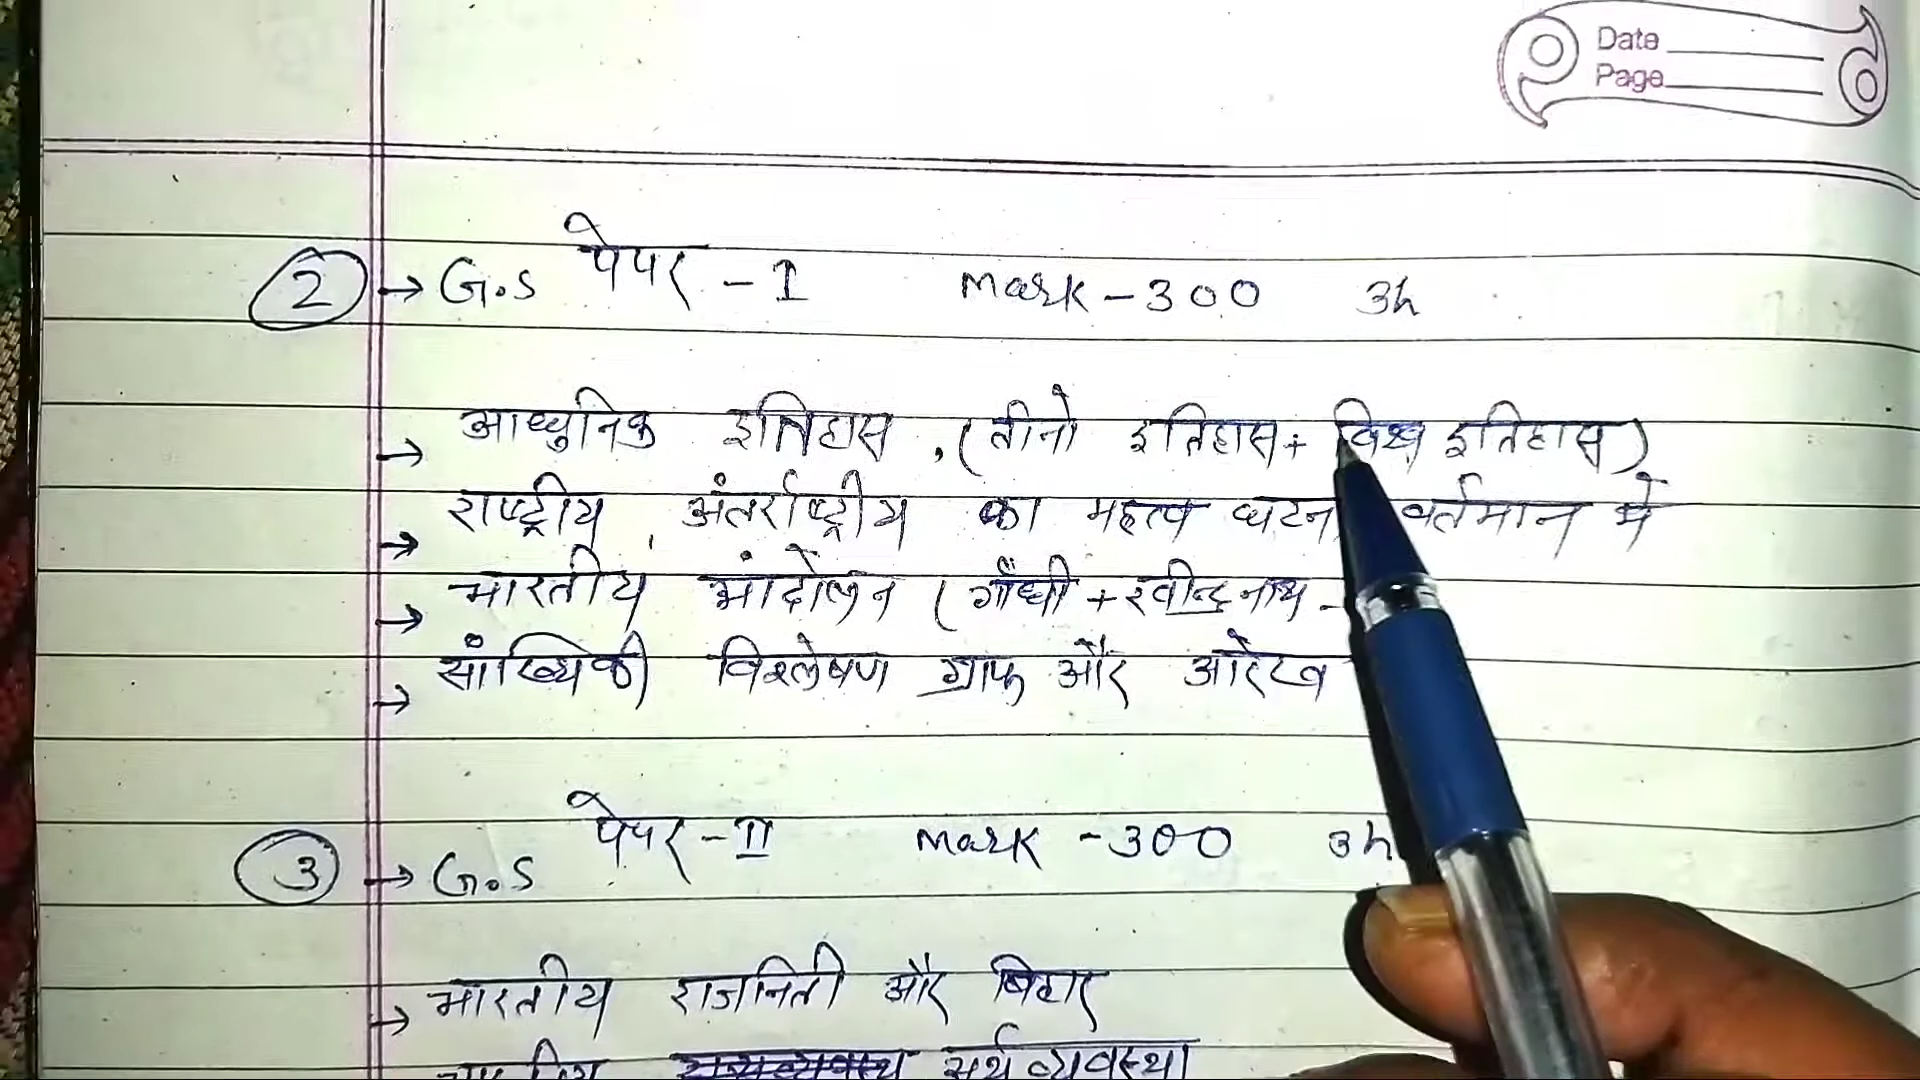 Date
Page
② → G.S पेपर - I mark - 300 3h
→ आधुनिक इतिहास , (तीनो इतिहास + विश्व इतिहास)
→ राष्ट्रीय , अंतर्राष्ट्रीय का महत्व घटना वर्तमान मे
→ भारतीय आंदोलन ( गाँधी + रवीन्द्रनाथ -
→ सांख्यिकी विश्लेषण ग्राफ और आरेख
③ → G.S पेपर - II mark - 300 3h
→ भारतीय राजनिती और बिहार
अर्थव्यवस्था